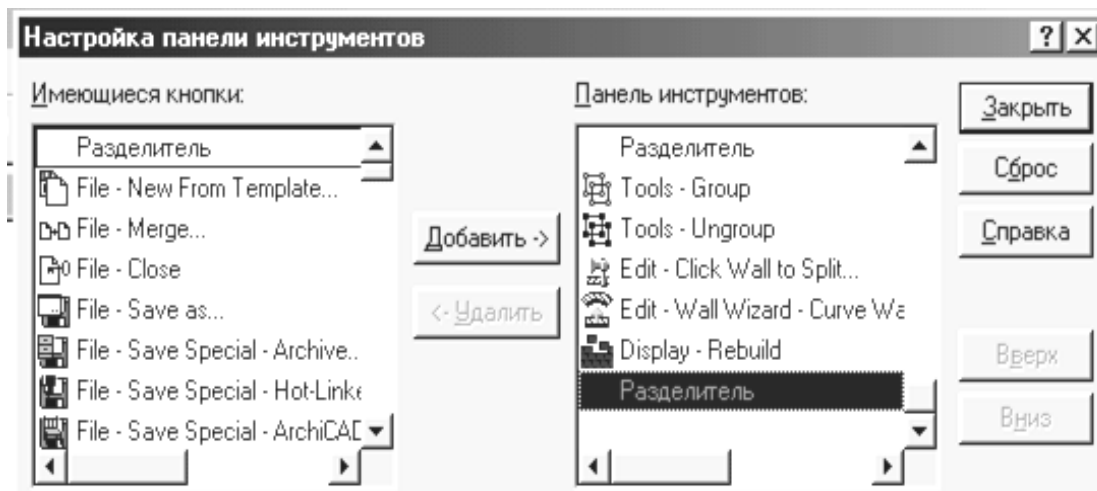 Настройка панели инструментов
Имеющиеся кнопки:
Разделитель
File - New From Template...
File - Merge...
File - Close
File - Save as...
File - Save Special - Archive..
File - Save Special - Hot-Linke
File - Save Special - ArchiCAD
Добавить ->
<- Удалить
Панель инструментов:
Разделитель
Tools - Group
Tools - Ungroup
Edit - Click Wall to Split...
Edit - Wall Wizard - Curve Wa
Display - Rebuild
Разделитель
Закрыть
Сброс
Справка
Вверх
Вниз